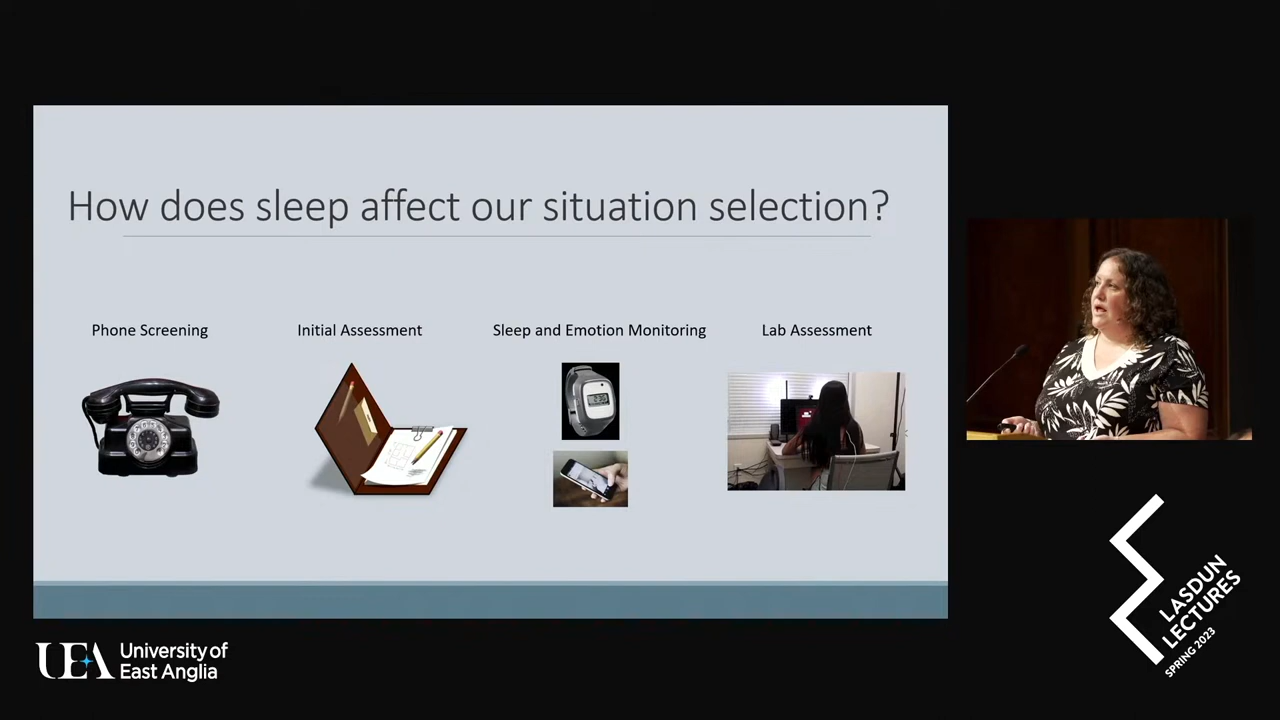 How does sleep affect our situation selection?
Phone Screening
Initial Assessment
Sleep and Emotion Monitoring
Lab Assessment
UEA University of
East Anglia
LASDUN
LECTURES
SPRING 2023